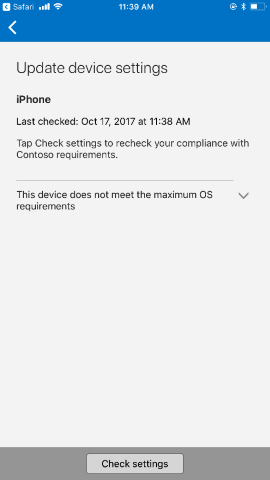 Safari 11:39 AM
Update device settings
iPhone
Last checked: Oct 17, 2017 at 11:38 AM
Tap Check settings to recheck your compliance with
Contoso requirements.
This device does not meet the maximum OS
requirements
Check settings